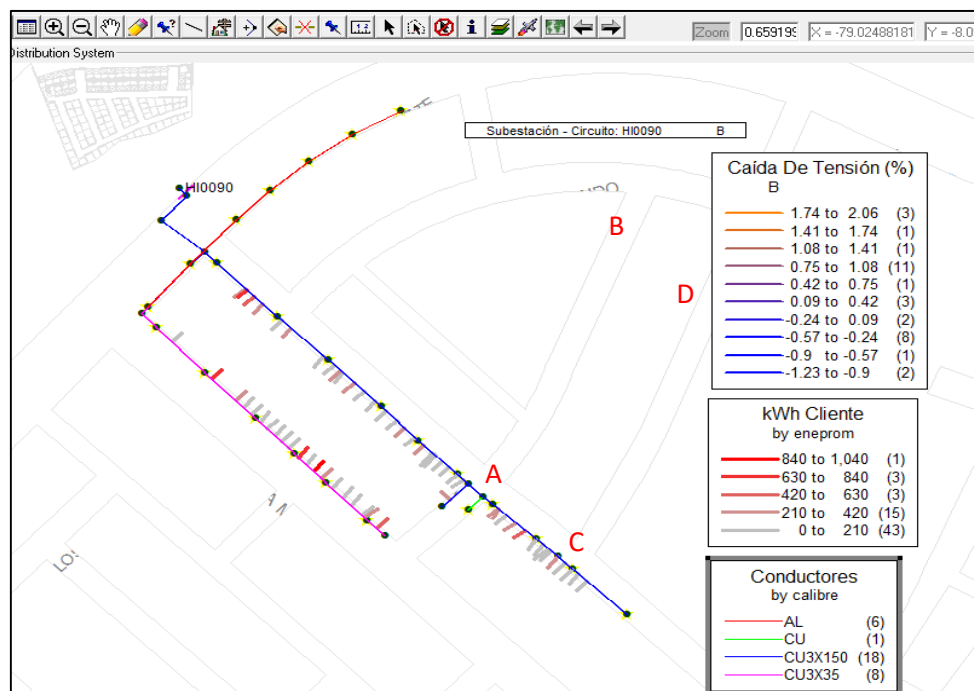 Zoom 0.659199 X = -79.02488181 Y = -8.0
Distribution System
Subestación - Circuito: HI0090 B
HI0090
Caída De Tensión (%)
B
1.74 to 2.06 (3)
1.41 to 1.74 (1)
1.08 to 1.41 (1)
0.75 to 1.08 (11)
0.42 to 0.75 (1)
0.09 to 0.42 (3)
-0.24 to 0.09 (2)
-0.57 to -0.24 (8)
-0.9 to -0.57 (1)
-1.23 to -0.9 (2)
B
D
kWh Cliente
by eneprom
840 to 1,040 (1)
630 to 840 (3)
420 to 630 (3)
210 to 420 (15)
0 to 210 (43)
A
C
Conductores
by calibre
AL (6)
CU (1)
CU3X150 (18)
CU3X35 (8)